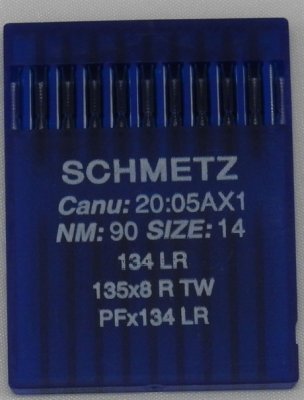 SCHMETZ
Canu: 20:05AX1
NM: 90 SIZE: 14
134 LR
135x8 R TW
PFx134 LR